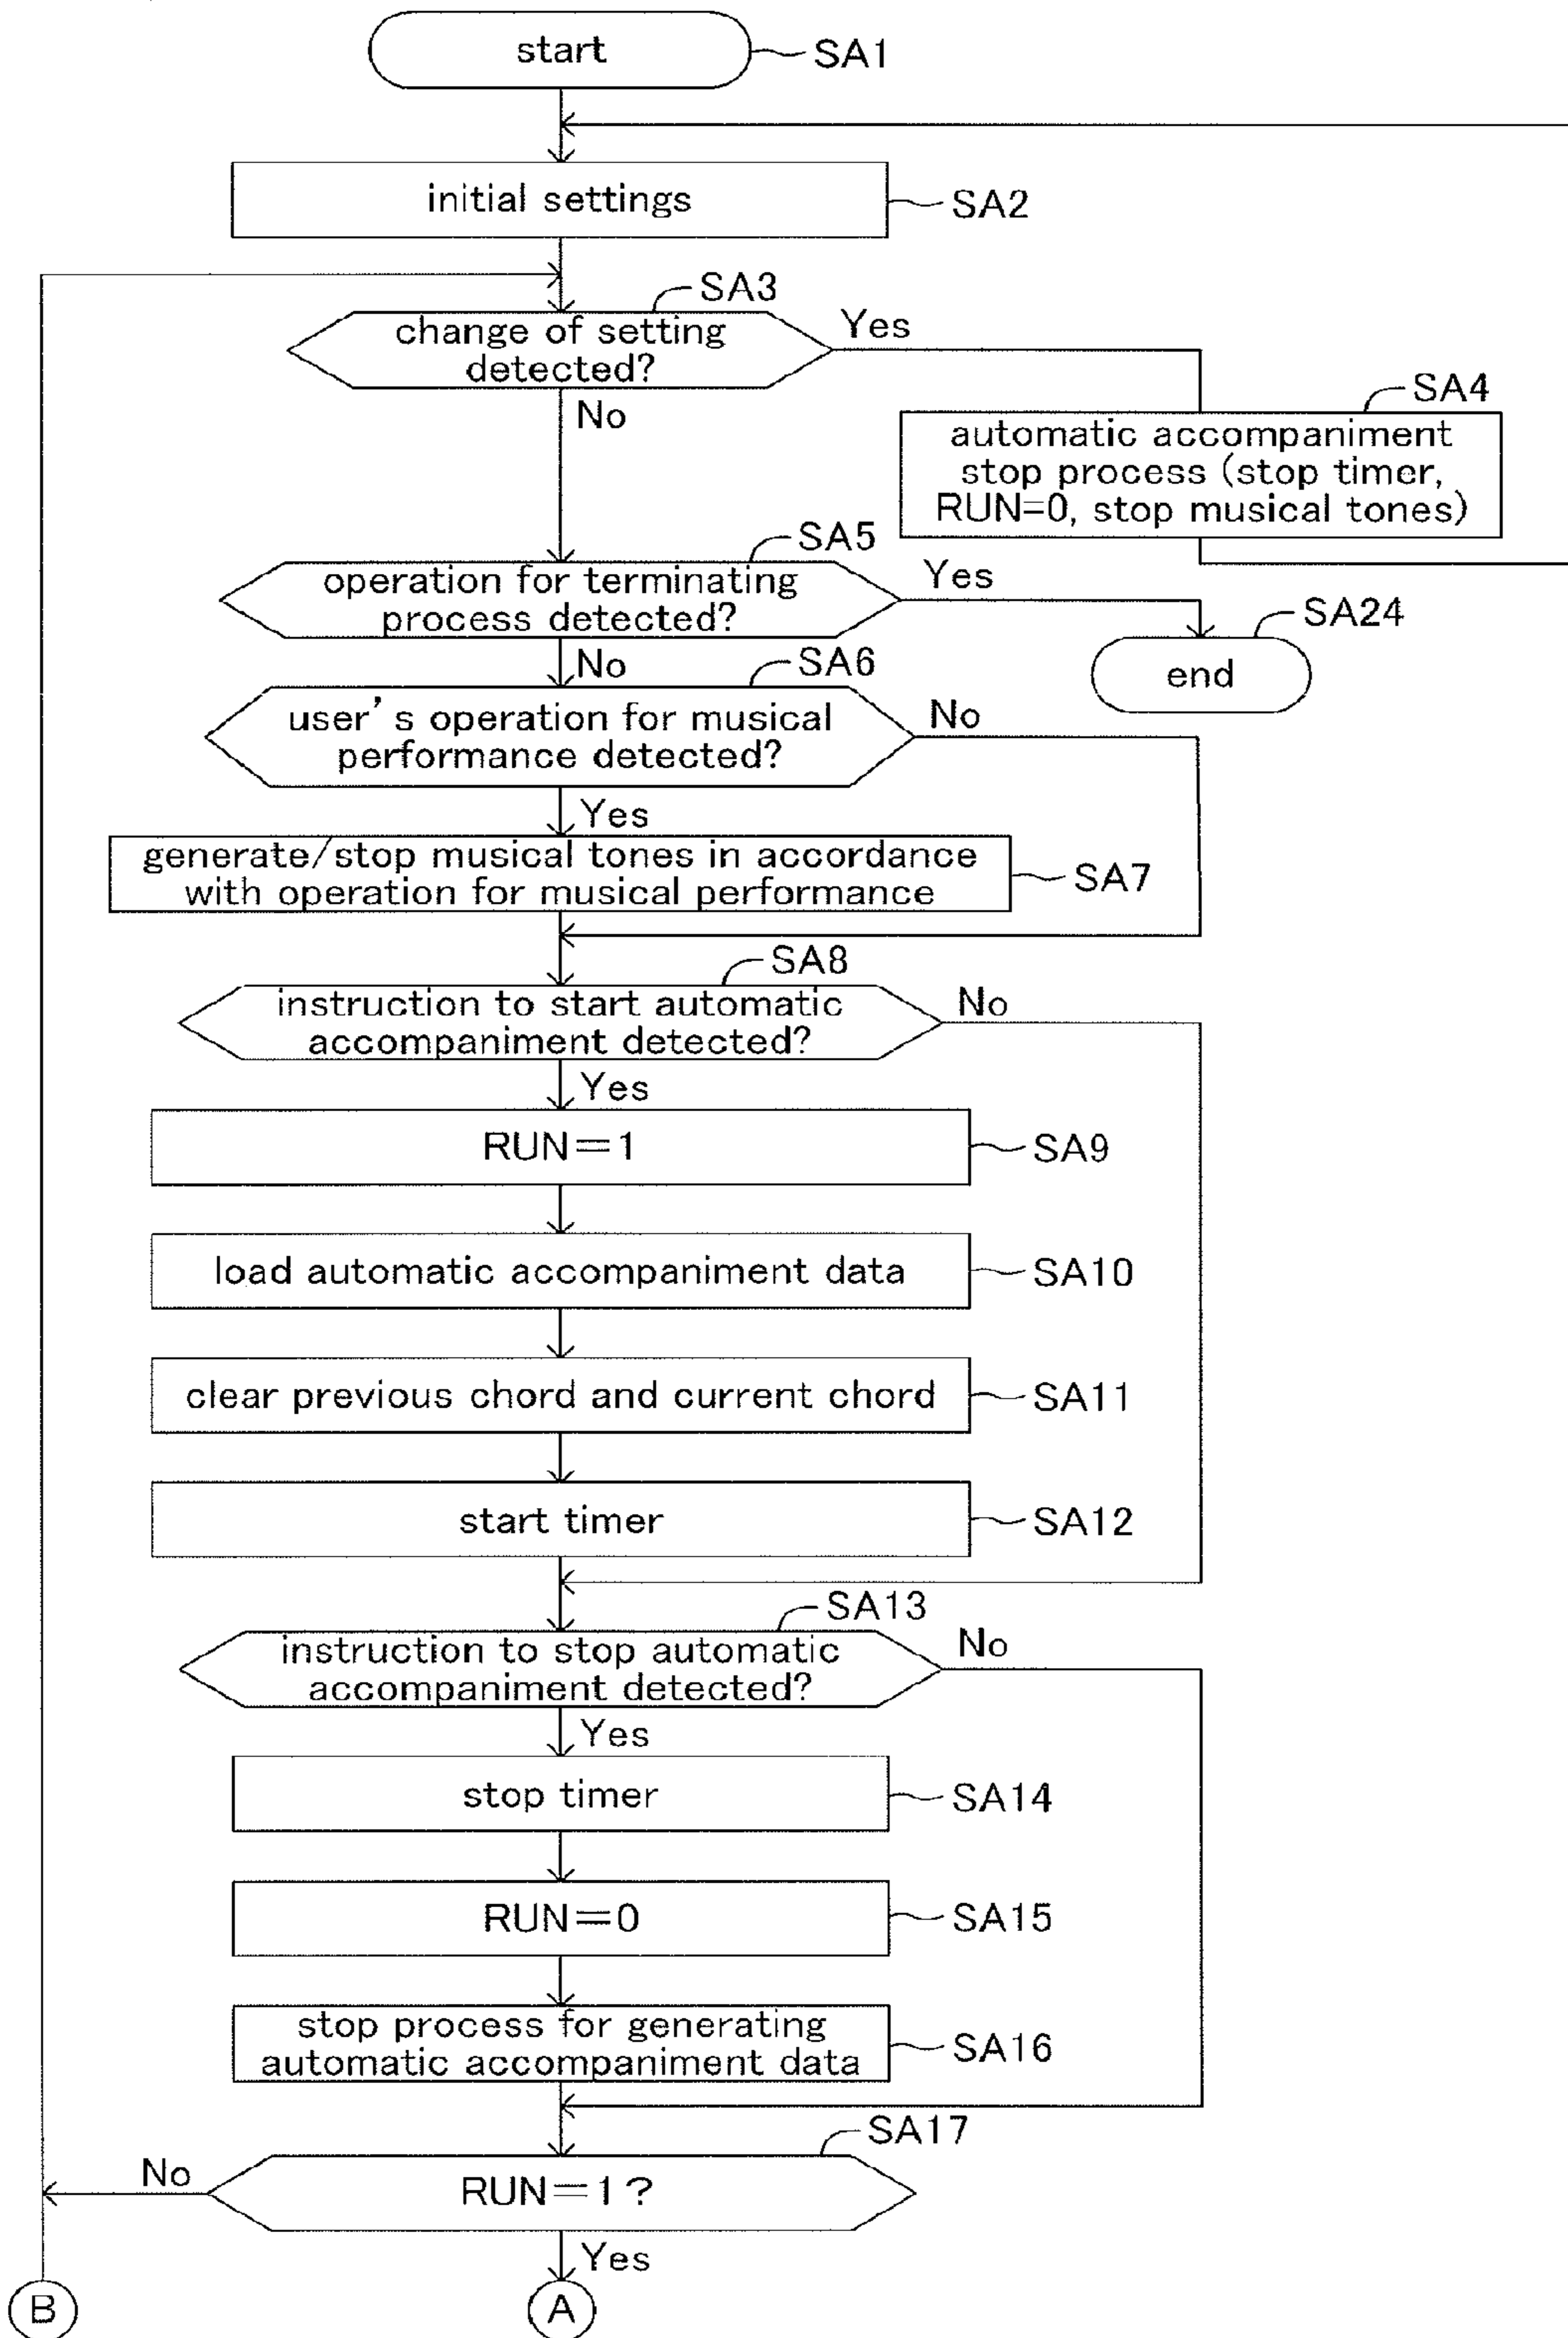 start
SA1
initial settings
SA2
SA3
change of setting
detected?
Yes
No
SA4
automatic accompaniment
stop process (stop timer,
RUN=0, stop musical tones)
SA5
operation for terminating
process detected?
Yes
No
SA24
end
SA6
user's operation for musical
performance detected?
No
Yes
generate/stop musical tones in accordance
with operation for musical performance
SA7
SA8
instruction to start automatic
accompaniment detected?
No
Yes
RUN=1
SA9
load automatic accompaniment data
SA10
clear previous chord and current chord
SA11
start timer
SA12
SA13
instruction to stop automatic
accompaniment detected?
No
Yes
stop timer
SA14
RUN=0
SA15
stop process for generating
automatic accompaniment data
SA16
SA17
RUN=1?
No
Yes
B
A